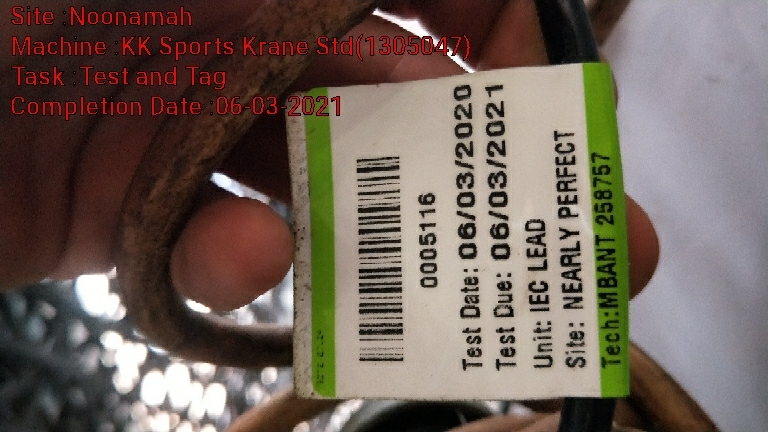 Site :Noonamah
Machine :KK Sports Krane Std(1305047)
Task :Test and Tag
Completion Date :06-03-2021
0005116
Test Date: 06/03/2020
Test Due: 06/03/2021
Unit: IEC LEAD
Site: NEARLY PERFECT
Tech:MBANT 258757